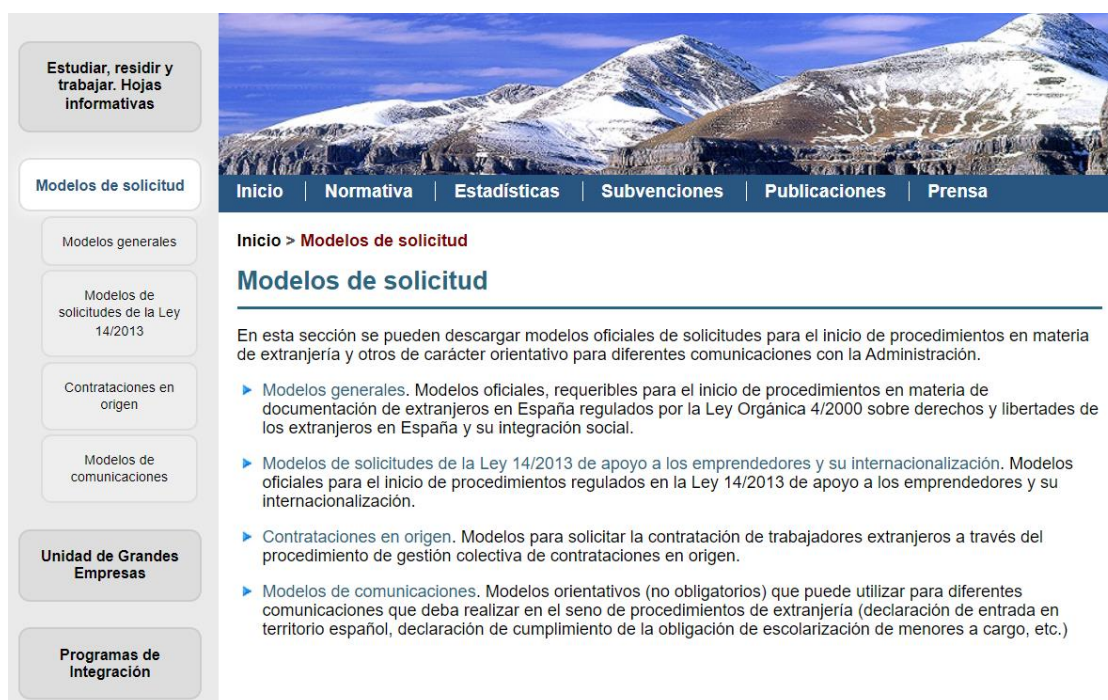 Estudiar, residir y
trabajar. Hojas
informativas
Modelos de solicitud
Modelos generales
Modelos de
solicitudes de la Ley
14/2013
Contrataciones en
origen
Modelos de
comunicaciones
Unidad de Grandes
Empresas
Programas de
Integración
Inicio | Normativa | Estadísticas | Subvenciones | Publicaciones | Prensa
Inicio > Modelos de solicitud
Modelos de solicitud
En esta sección se pueden descargar modelos oficiales de solicitudes para el inicio de procedimientos en materia
de extranjería y otros de carácter orientativo para diferentes comunicaciones con la Administración.
Modelos generales. Modelos oficiales, requeribles para el inicio de procedimientos en materia de
documentación de extranjeros en España regulados por la Ley Orgánica 4/2000 sobre derechos y libertades de
los extranjeros en España y su integración social.
Modelos de solicitudes de la Ley 14/2013 de apoyo a los emprendedores y su internacionalización. Modelos
oficiales para el inicio de procedimientos regulados en la Ley 14/2013 de apoyo a los emprendedores y su
internacionalización.
Contrataciones en origen. Modelos para solicitar la contratación de trabajadores extranjeros a través del
procedimiento de gestión colectiva de contrataciones en origen.
Modelos de comunicaciones. Modelos orientativos (no obligatorios) que puede utilizar para diferentes
comunicaciones que deba realizar en el seno de procedimientos de extranjería (declaración de entrada en
territorio español, declaración de cumplimiento de la obligación de escolarización de menores a cargo, etc.)